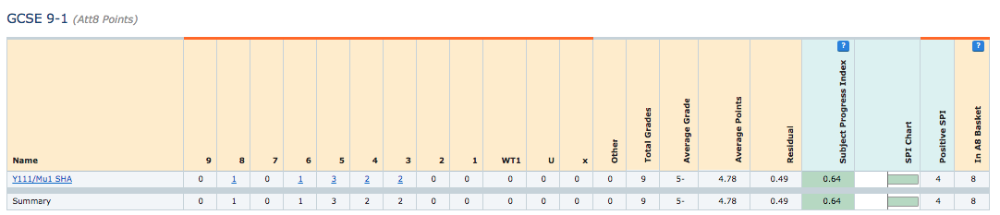 GCSE 9-1 (Att8 Points)
Name 9 8 7 6 5 4 3 2 1 WT1 U x Other Total Grades Average Grade Average Points Residual Subject Progress Index ? SPI Chart Positive SPI In A8 Basket ?
Y111/Mu1 SHA 0 1 0 1 3 2 2 0 0 0 0 0 0 9 5- 4.78 0.49 0.64 4 8
Summary 0 1 0 1 3 2 2 0 0 0 0 0 0 9 5- 4.78 0.49 0.64 4 8